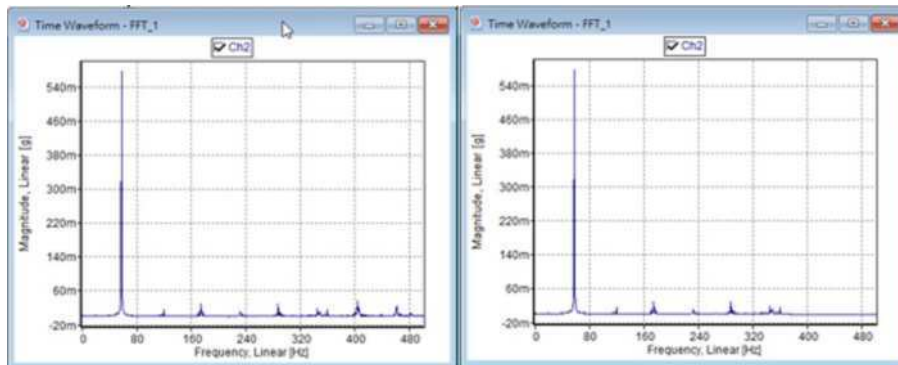 Time Waveform - FFT_1
Ch2
540m
460m
380m
300m
220m
140m
60m
-20m
Magnitude, Linear [g]
0
80
160
240
320
400
480
Frequency, Linear [Hz]
Time Waveform - FFT_1
Ch2
540m
460m
380m
300m
220m
140m
60m
-20m
Magnitude, Linear [g]
0
80
160
240
320
400
480
Frequency, Linear [Hz]